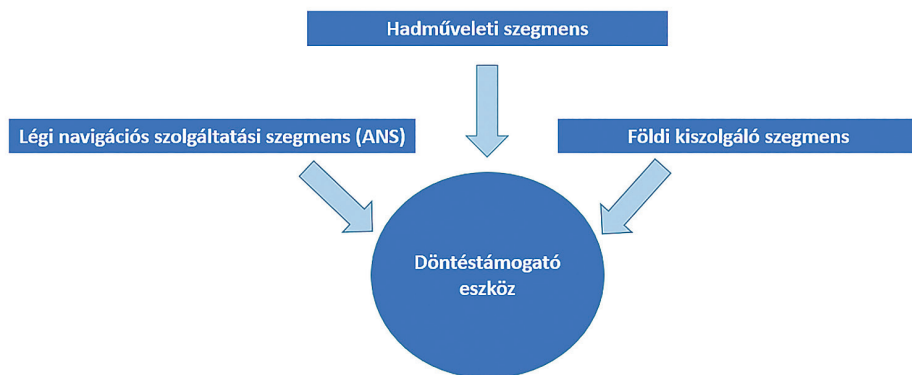 Hadműveleti szegmens
Légi navigációs szolgáltatási szegmens (ANS)
Földi kiszolgáló szegmens
Döntéstámogató
eszköz